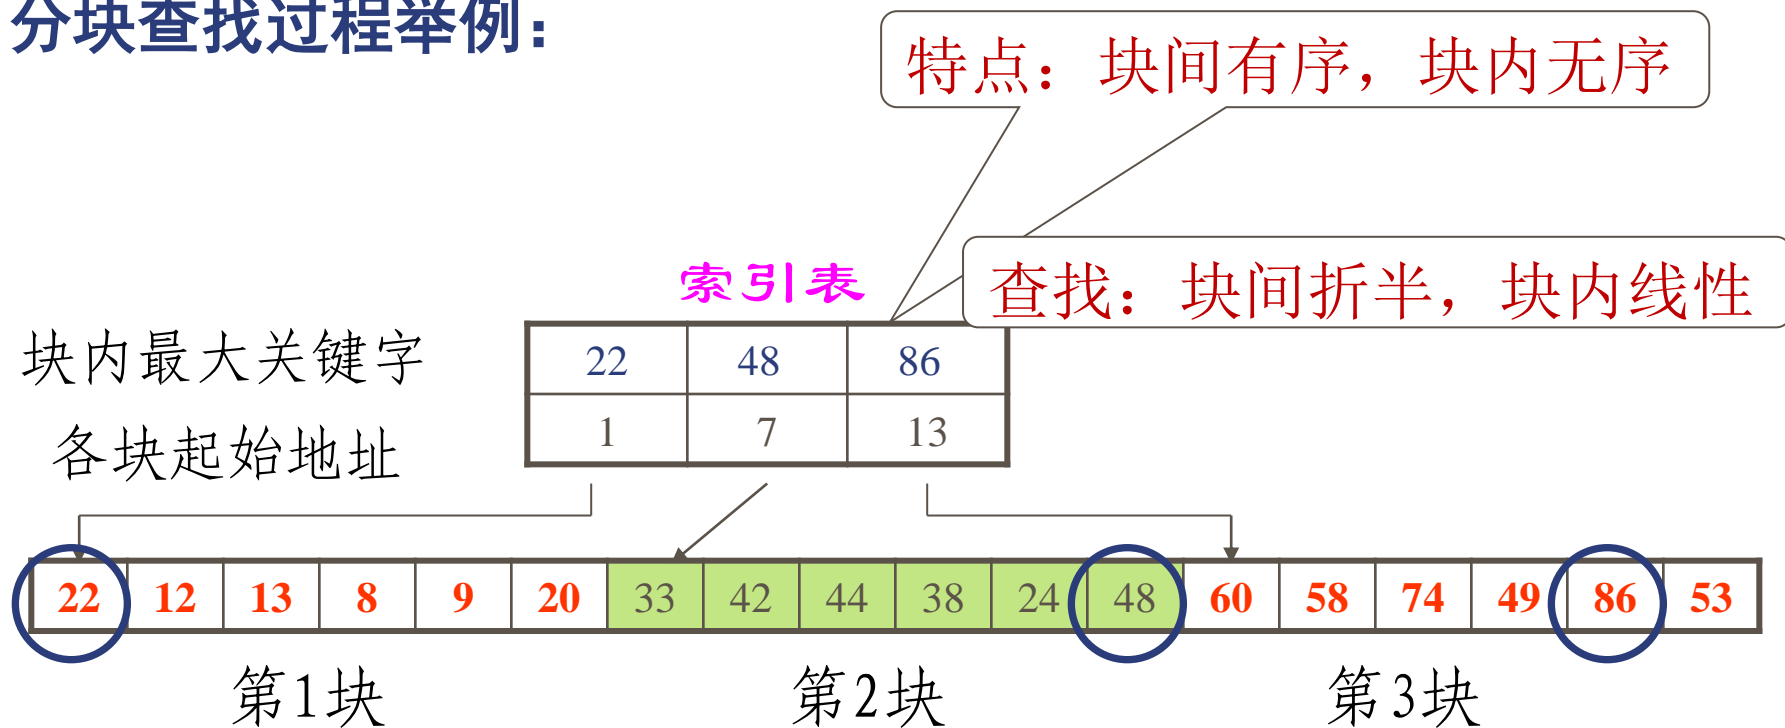 分块查找过程举例：
特点：块间有序，块内无序
索引表
查找：块间折半，块内线性
块内最大关键字 22 48 86
各块起始地址 1 7 13
22 12 13 8 9 20 33 42 44 38 24 48 60 58 74 49 86 53
第1块 第2块 第3块